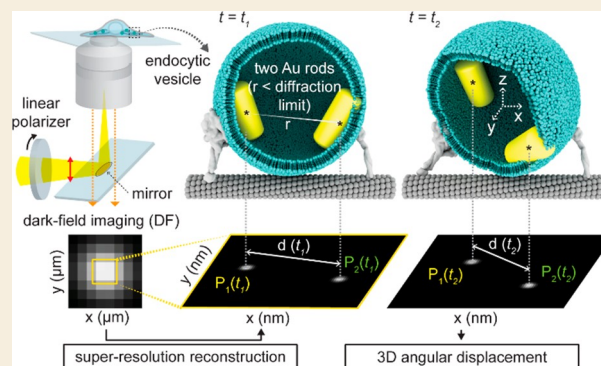 t = t₁
t = t₂
endocytic
vesicle
two Au rods
(r < diffraction
limit)
r
*
*
*
*
z
x
y
linear
polarizer
mirror
dark-field imaging (DF)
y (μm)
x (μm)
y (nm)
d (t₁)
P₁(t₁)
P₂(t₁)
x (nm)
d (t₂)
P₁(t₂)
P₂(t₂)
x (nm)
super-resolution reconstruction
3D angular displacement